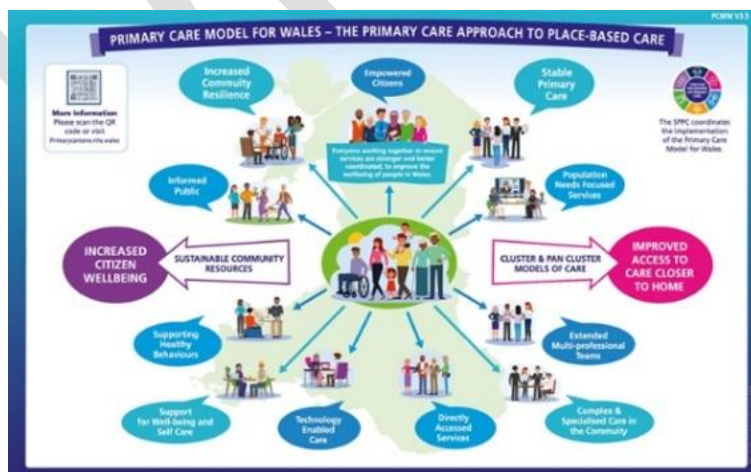 PCMW V3.5
PRIMARY CARE MODEL FOR WALES – THE PRIMARY CARE APPROACH TO PLACE-BASED CARE
More Information
Please scan the QR
code or visit
Increased
Commuity
Resilience
Empowered
Citizens
Stable
Primary
Care
The SPPC coordinates
the implementation
of the Primary Care
Model for Wales
Everyone working together to ensure
services are stronger and better
coordinated, to improve the
wellbeing of people in Wales
Informed
Public
Population
Needs Focused
Services
INCREASED
CITIZEN
WELLBEING
SUSTAINABLE COMMUNITY
RESOURCES
CLUSTER & PAN CLUSTER
MODELS OF CARE
IMPROVED
ACCESS TO
CARE CLOSER
TO HOME
Supporting
Healthy
Behaviours
Extended
Multi-professional
Teams
Support
for Well-being and
Self Care
Technology
Enabled
Care
Directly
Accessed
Services
Complex &
Specialised Care in
the Commuity